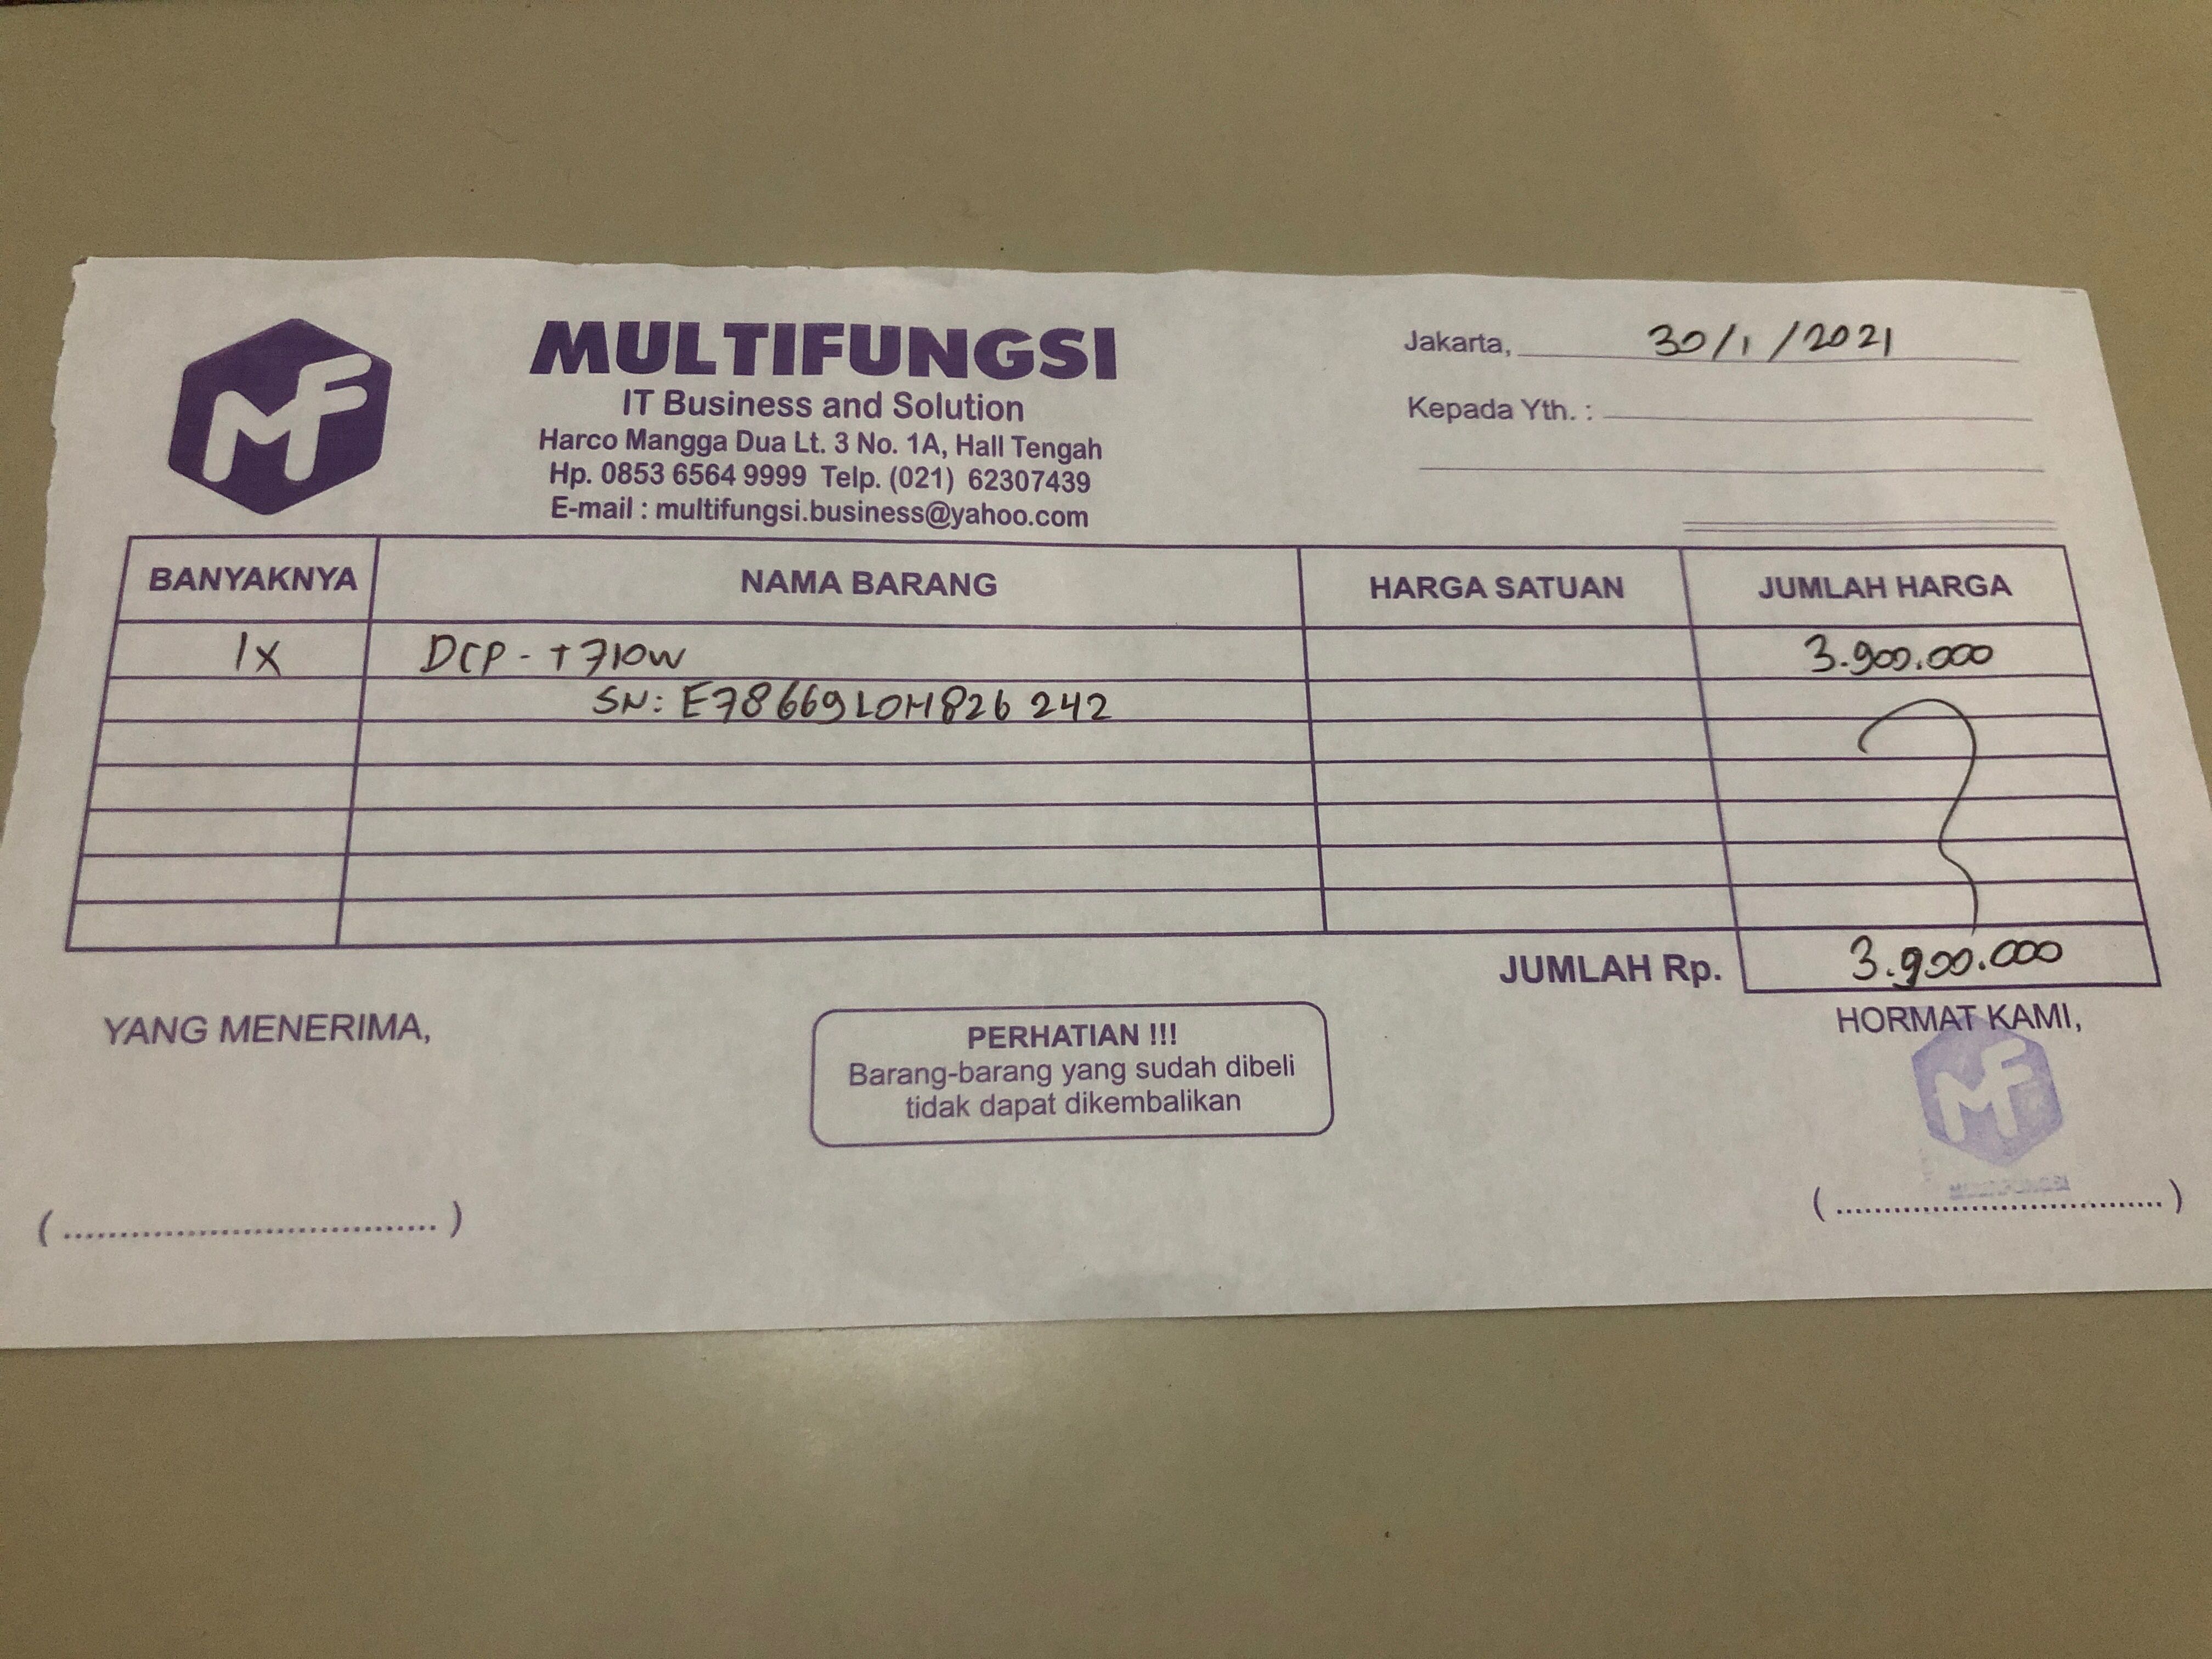 MF
MULTIFUNGSI
IT Business and Solution
Harco Mangga Dua Lt. 3 No. 1A, Hall Tengah
Hp. 0853 6564 9999 Telp. (021) 62307439
E-mail : multifungsi.business@yahoo.com
Jakarta, 30/1/2021
Kepada Yth. :
BANYAKNYA NAMA BARANG HARGA SATUAN JUMLAH HARGA
1X DCP-T710W 3.900.000
SN: E78669L0H826242
JUMLAH Rp. 3.900.000
YANG MENERIMA,
PERHATIAN !!!
Barang-barang yang sudah dibeli
tidak dapat dikembalikan
HORMAT KAMI,
MF
(....................................)
(....................................)